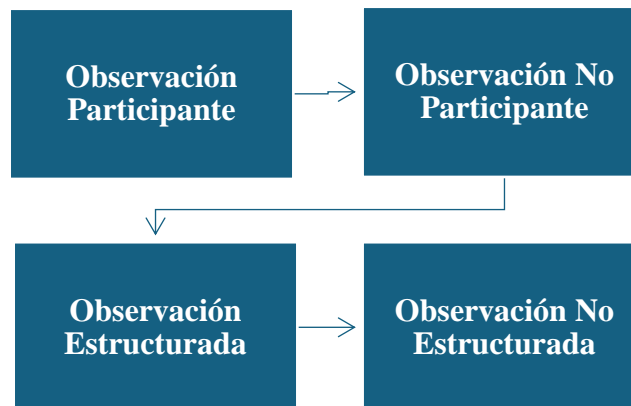 Observación
Participante
Observación No
Participante
Observación
Estructurada
Observación No
Estructurada